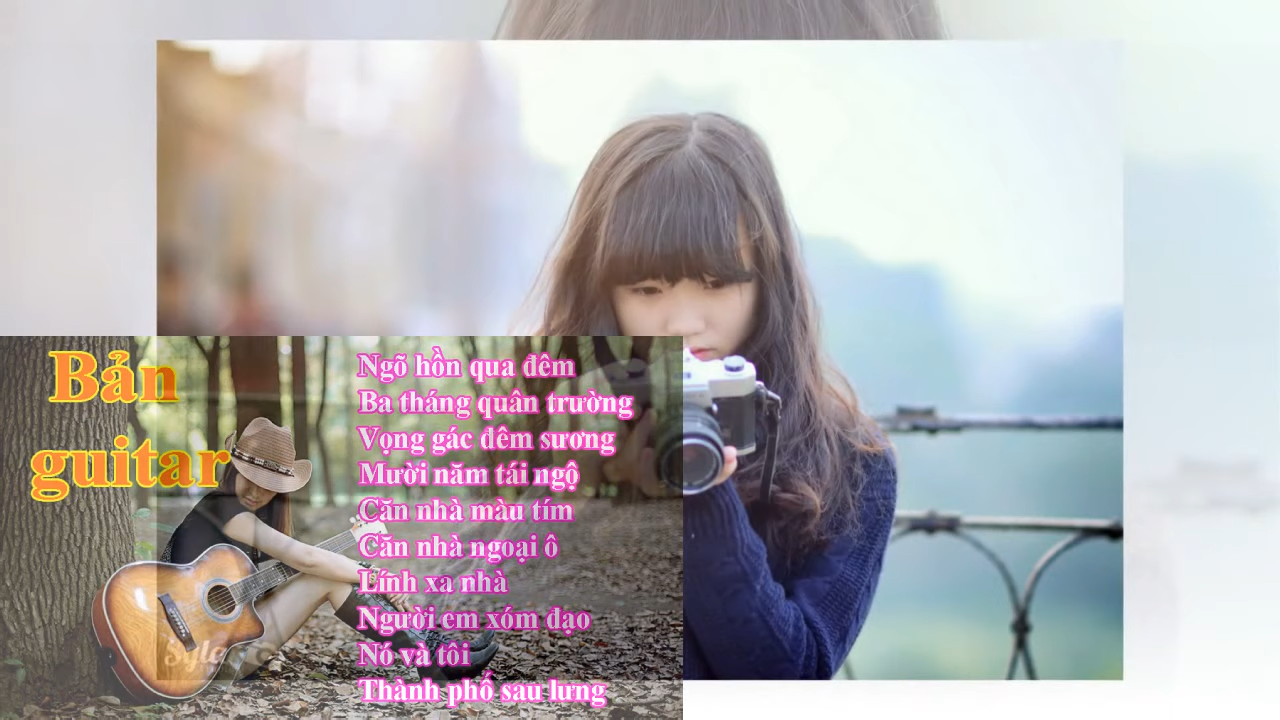 Bản
guitar
Ngõ hồn qua đêm
Ba tháng quân trường
Vọng gác đêm sương
Mười năm tái ngộ
Căn nhà màu tím
Căn nhà ngoại ô
Lính xa nhà
Người em xóm đạo
Nó và tôi
Thành phố sau lưng